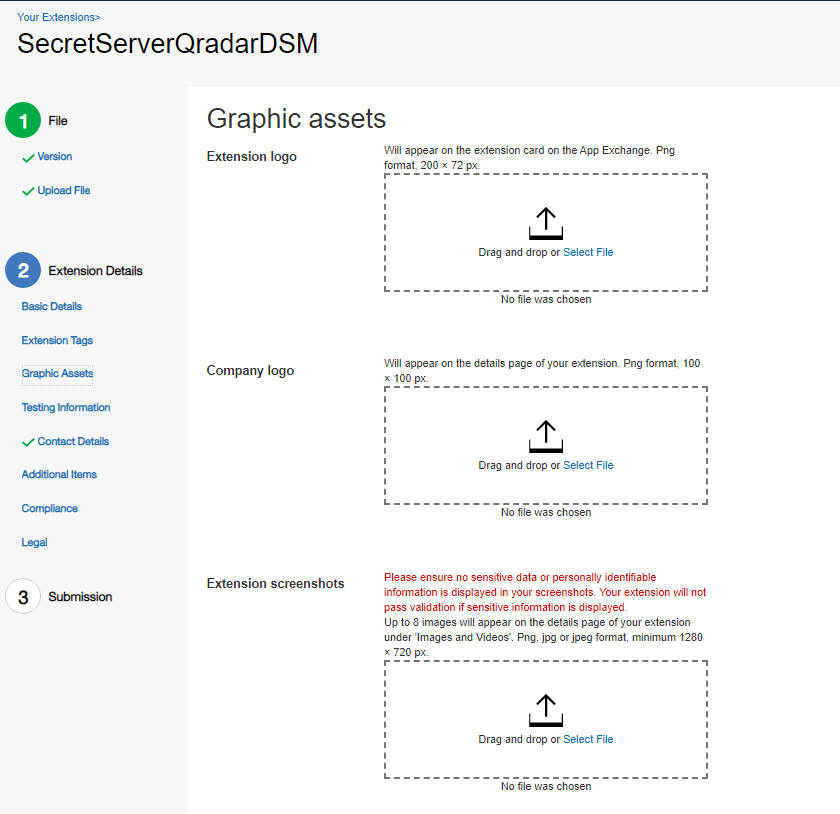 Your Extensions>
SecretServerQradarDSM
1 File
Version
Upload File
2 Extension Details
Basic Details
Extension Tags
Graphic Assets
Testing Information
Contact Details
Additional Items
Compliance
Legal
3 Submission
Graphic assets
Extension logo
Will appear on the extension card on the App Exchange. Png
format, 200 × 72 px.
Drag and drop or Select File
No file was chosen
Company logo
Will appear on the details page of your extension. Png format, 100
× 100 px.
Drag and drop or Select File
No file was chosen
Extension screenshots
Please ensure no sensitive data or personally identifiable
information is displayed in your screenshots. Your extension will not
pass validation if sensitive information is displayed.
Up to 8 images will appear on the details page of your extension
under 'Images and Videos'. Png, jpg or jpeg format, minimum 1280
× 720 px.
Drag and drop or Select File
No file was chosen